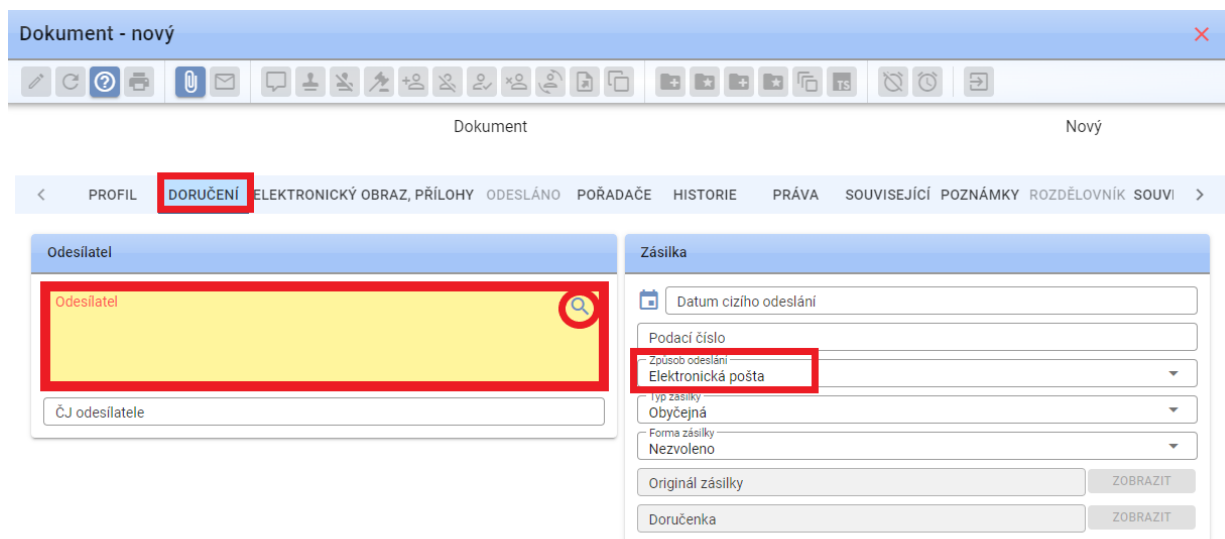 Dokument - nový
TS
Dokument
Nový
PROFIL DORUČENÍ ELEKTRONICKÝ OBRAZ, PŘÍLOHY ODESLÁNO POŘADAČE HISTORIE PRÁVA SOUVISEJÍCÍ POZNÁMKY ROZDĚLOVNÍK SOUVI
Odesílatel
Odesílatel
ČJ odesílatele
Zásilka
Datum cizího odeslání
Podací číslo
Způsob odeslání
Elektronická pošta
Typ zásilky
Obyčejná
Forma zásilky
Nezvoleno
Originál zásilky ZOBRAZIT
Doručenka ZOBRAZIT